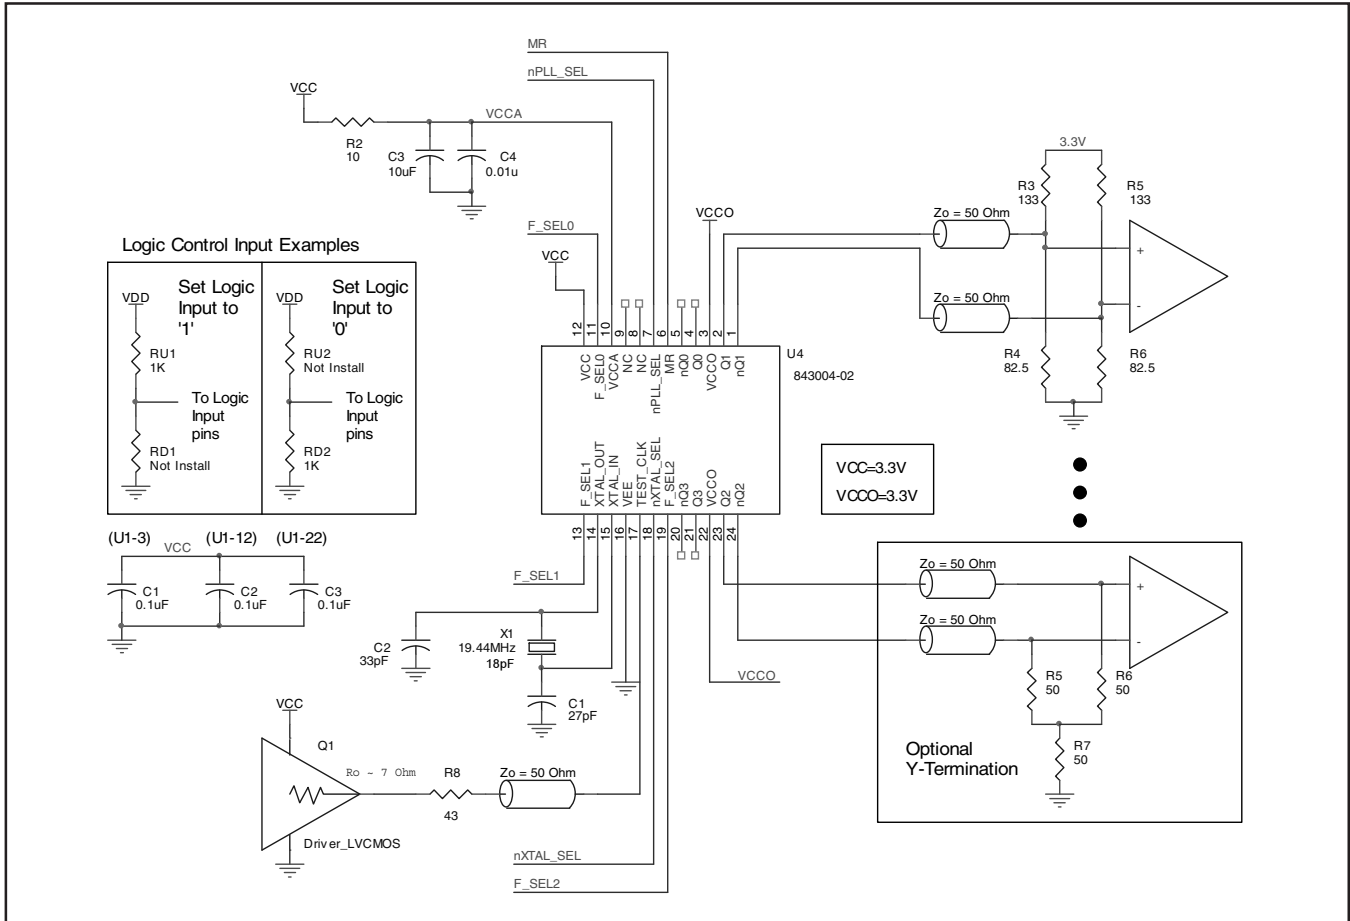 MR
nPLL_SEL
VCC
VCCA
R2
10
C3
10uF
C4
0.01u
3.3V
R3
133
R5
133
Zo = 50 Ohm
VCCO
F_SEL0
VCC
+
-
Zo = 50 Ohm
R4
82.5
R6
82.5
Logic Control Input Examples
Set Logic
Input to
'1'
VDD
RU1
1K
To Logic
Input
pins
RD1
Not Install
Set Logic
Input to
'0'
VDD
RU2
Not Install
To Logic
Input
pins
RD2
1K
12
11
10
9
8
7
6
5
4
3
2
1
VCC
F_SEL0
VCCA
NC
NC
nPLL_SEL
MR
nQ0
Q0
VCCO
Q1
nQ1
U4
843004-02
F_SEL1
XTAL_OUT
XTAL_IN
VEE
TEST_CLK
nXTAL_SEL
F_SEL2
nQ3
Q3
VCCO
Q2
nQ2
13
14
15
16
17
18
19
20
21
22
23
24
VCC=3.3V
VCCO=3.3V
(U1-3)
(U1-12)
(U1-22)
VCC
C1
0.1uF
C2
0.1uF
C3
0.1uF
F_SEL1
C2
33pF
X1
19.44MHz
18pF
C1
27pF
VCCO
Zo = 50 Ohm
+
-
Zo = 50 Ohm
R5
50
R6
50
R7
50
Optional
Y-Termination
VCC
Q1
Ro ~ 7 Ohm
R8
43
Zo = 50 Ohm
Driver_LVCMOS
nXTAL_SEL
F_SEL2